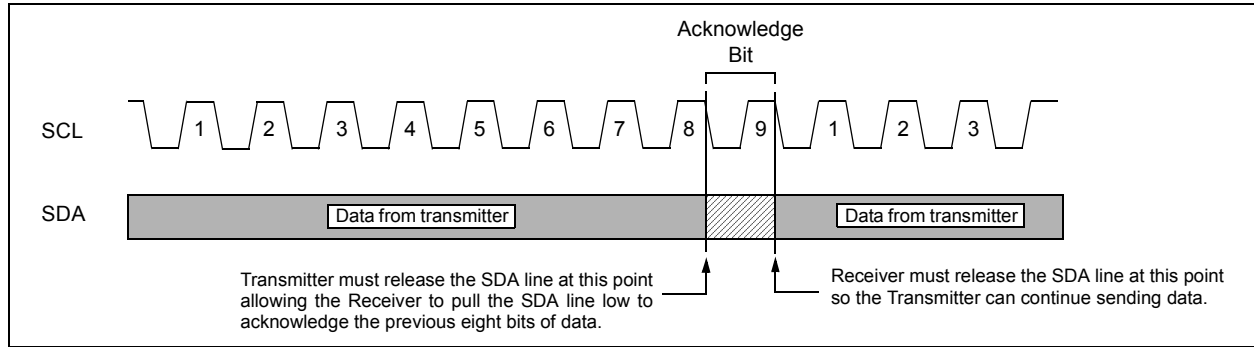 Acknowledge
Bit
SCL
1 2 3 4 5 6 7 8 9 1 2 3
SDA
Data from transmitter
Data from transmitter
Transmitter must release the SDA line at this point
allowing the Receiver to pull the SDA line low to
acknowledge the previous eight bits of data.
Receiver must release the SDA line at this point
so the Transmitter can continue sending data.